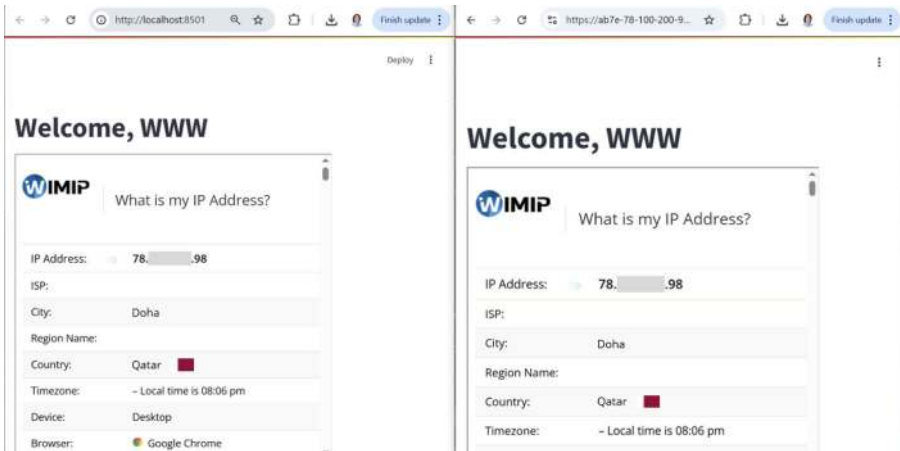 http://localhost:8501
Finish update
Deploy
Welcome, WWW
WIMIP
What is my IP Address?
IP Address: 78. .98
ISP:
City: Doha
Region Name:
Country: Qatar
Timezone: – Local time is 08:06 pm
Device: Desktop
Browser: Google Chrome
https://ab7e-78-100-200-9...
Finish update
Welcome, WWW
WIMIP
What is my IP Address?
IP Address: 78. .98
ISP:
City: Doha
Region Name:
Country: Qatar
Timezone: – Local time is 08:06 pm